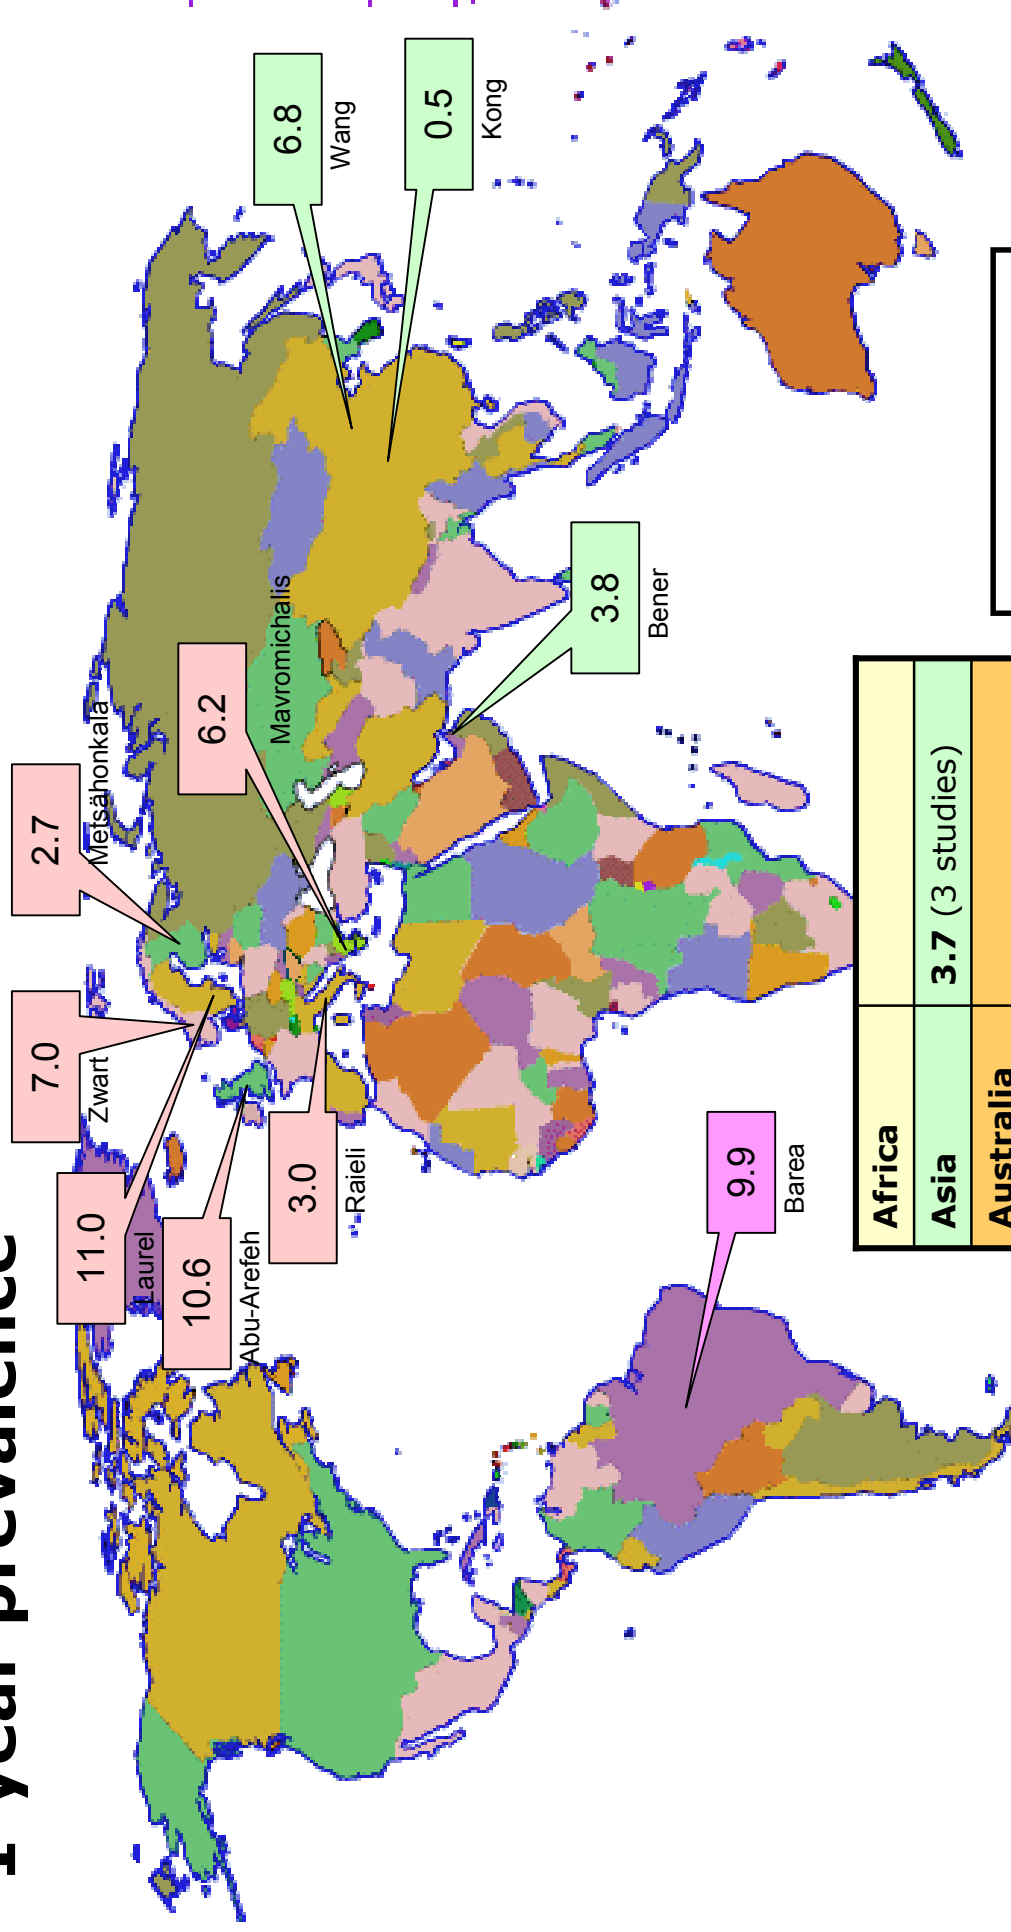 1 year prevalence
2.7
Metsähonkala
7.0
Zwart
11.0
Laurel
10.6
Abu-Arefeh
3.0
Raieli
6.2
Mavromichalis
6.8
Wang
0.5
Kong
3.8
Bener
9.9
Barea
Africa
Asia 3.7 (3 studies)
Australia